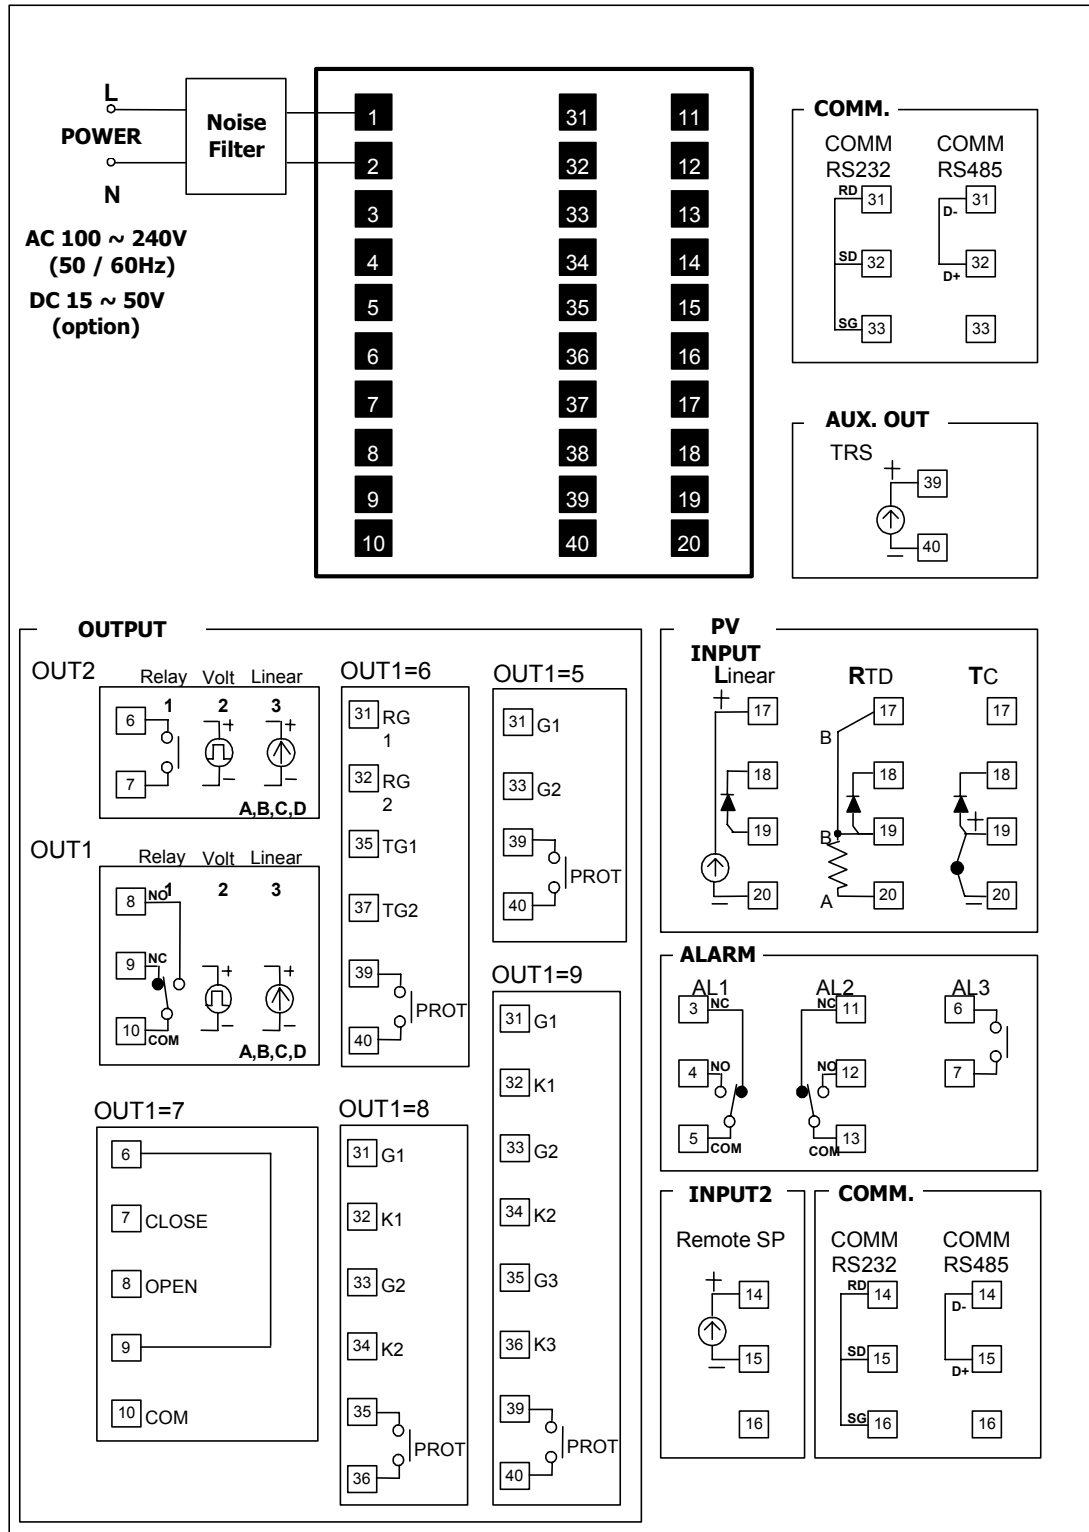 L
POWER
N
Noise
Filter
AC 100 ~ 240V
(50 / 60Hz)
DC 15 ~ 50V
(option)
1 31 11
2 32 12
3 33 13
4 34 14
5 35 15
6 36 16
7 37 17
8 38 18
9 39 19
10 40 20
COMM.
COMM COMM
RS232 RS485
RD 31 D- 31
SD 32 D+ 32
SG 33 33
AUX. OUT
TRS
+ 39
— 40
OUTPUT
OUT2
Relay Volt Linear
1 2 3
6 + +
7 — —
A,B,C,D
OUT1
Relay Volt Linear
1 2 3
8 NO
9 NC + +
10 COM — —
A,B,C,D
OUT1=6
31 RG
1
32 RG
2
35 TG1
37 TG2
39
PROT
40
OUT1=5
31 G1
33 G2
39
PROT
40
OUT1=7
6
7 CLOSE
8 OPEN
9
10 COM
OUT1=8
31 G1
32 K1
33 G2
34 K2
35
PROT
36
OUT1=9
31 G1
32 K1
33 G2
34 K2
35 G3
36 K3
39
PROT
40
PV
INPUT
Linear RTD TC
+ 17 B 17 17
18 18 18
19 B 19 + 19
— 20 A 20 — 20
ALARM
AL1 AL2 AL3
3 NC NC 11 6
4 NO NO 12 7
5 COM COM 13
INPUT2
Remote SP
+ 14
— 15
16
COMM.
COMM COMM
RS232 RS485
RD 14 D- 14
SD 15 D+ 15
SG 16 16